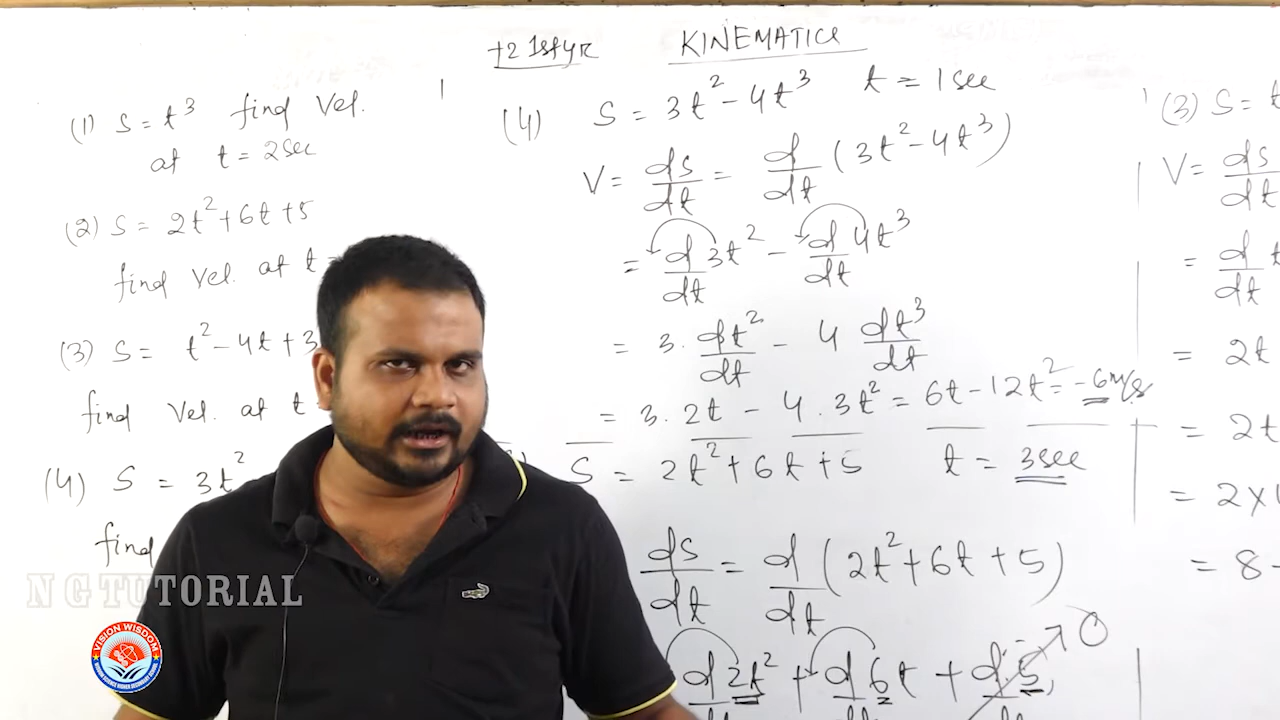 +2 1st yr KINEMATICS
(1) S = t³ find Vel.
at t = 2sec
(2) S = 2t² + 6t + 5
find vel. at t =
(3) S = t² - 4t + 3
find Vel. at t
(4) S = 3t²
find
(4) S = 3t² - 4t³ t = 1sec
V = ds/dt = d/dt (3t² - 4t³)
= d/dt 3t² - d/dt 4t³
= 3. dt²/dt - 4 dt³/dt
= 3.2t - 4.3t² = 6t - 12t² = -6m/s
S = 2t² + 6t + 5 t = 3sec
ds/dt = d/dt (2t² + 6t + 5)
d 2t² + d 6t + d.5 → 0
(3) S = t
V = ds/dt
= d/dt t
= 2t
= 2t
= 2×
= 8 -
N G TUTORIAL
VISION WISDOM